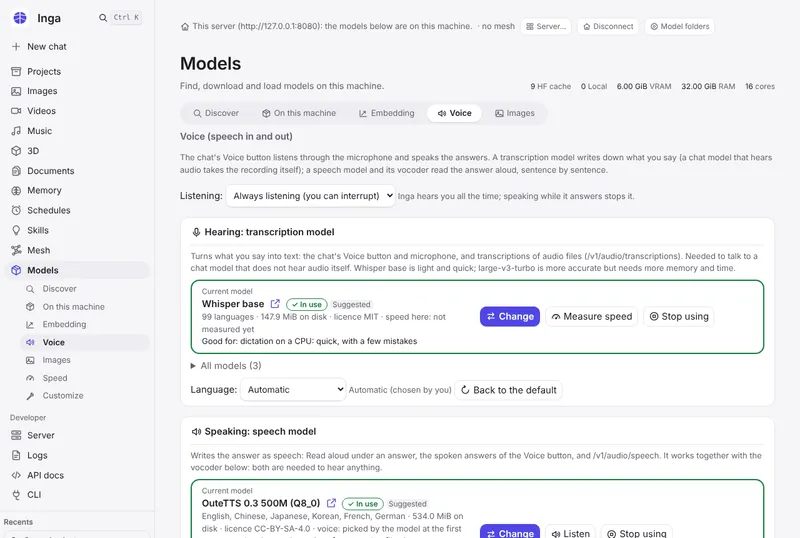 Inga
Ctrl K
New chat
Projects
Images
Videos
Music
3D
Documents
Memory
Schedules
Skills
Mesh
Models
Discover
On this machine
Embedding
Voice
Images
Speed
Customize
Developer
Server
Logs
API docs
CLI
Recents
This server (http://127.0.0.1:8080): the models below are on this machine. · no mesh
Server...
Disconnect
Model folders
Models
Find, download and load models on this machine.
9 HF cache 0 Local 6.00 GiB VRAM 32.00 GiB RAM 16 cores
Discover
On this machine
Embedding
Voice
Images
Voice (speech in and out)
The chat's Voice button listens through the microphone and speaks the answers. A transcription model writes down what you say (a chat model that hears
audio takes the recording itself); a speech model and its vocoder read the answer aloud, sentence by sentence.
Listening: Always listening (you can interrupt) Inga hears you all the time; speaking while it answers stops it.
Hearing: transcription model
Turns what you say into text: the chat's Voice button and microphone, and transcriptions of audio files (/v1/audio/transcriptions). Needed to talk to a
chat model that does not hear audio itself. Whisper base is light and quick; large-v3-turbo is more accurate but needs more memory and time.
Current model
Whisper base ✓ In use Suggested
99 languages · 147.9 MiB on disk · licence MIT · speed here: not
measured yet
Good for: dictation on a CPU: quick, with a few mistakes
Change
Measure speed
Stop using
All models (3)
Language: Automatic Automatic (chosen by you) Back to the default
Speaking: speech model
Writes the answer as speech: Read aloud under an answer, the spoken answers of the Voice button, and /v1/audio/speech. It works together with the
vocoder below: both are needed to hear anything.
Current model
OuteTTS 0.3 500M (Q8_0) ✓ In use Suggested
English, Chinese, Japanese, Korean, French, German · 534.0 MiB on
disk · licence CC-BY-SA-4.0 · voice: picked by the model at the first
Change
Listen
Stop using